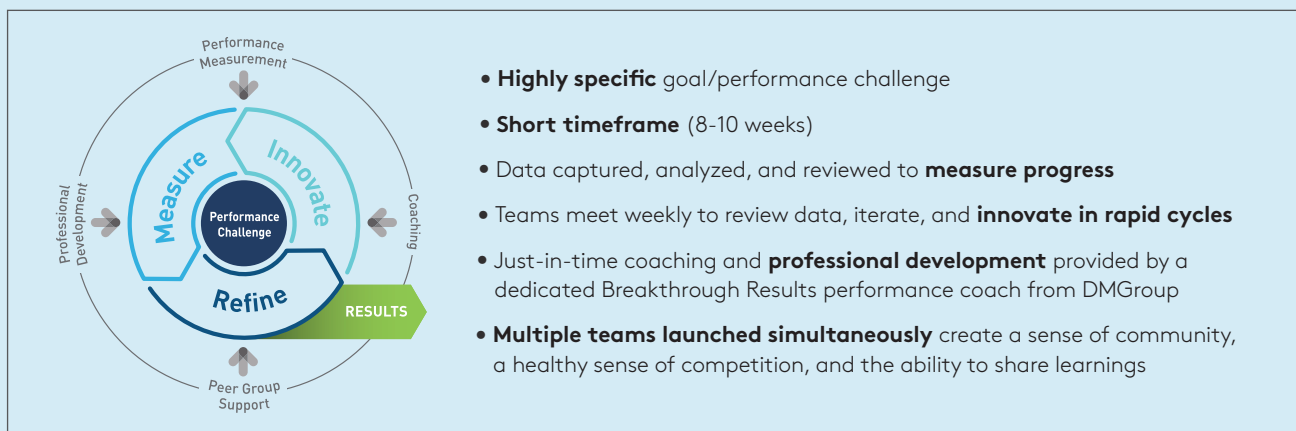 Performance
Measurement
Measure
Innovate
Professional
Development
Performance
Challenge
Coaching
Refine
RESULTS
Peer Group
Support
• Highly specific goal/performance challenge
• Short timeframe (8-10 weeks)
• Data captured, analyzed, and reviewed to measure progress
• Teams meet weekly to review data, iterate, and innovate in rapid cycles
• Just-in-time coaching and professional development provided by a
dedicated Breakthrough Results performance coach from DMGroup
• Multiple teams launched simultaneously create a sense of community,
a healthy sense of competition, and the ability to share learnings